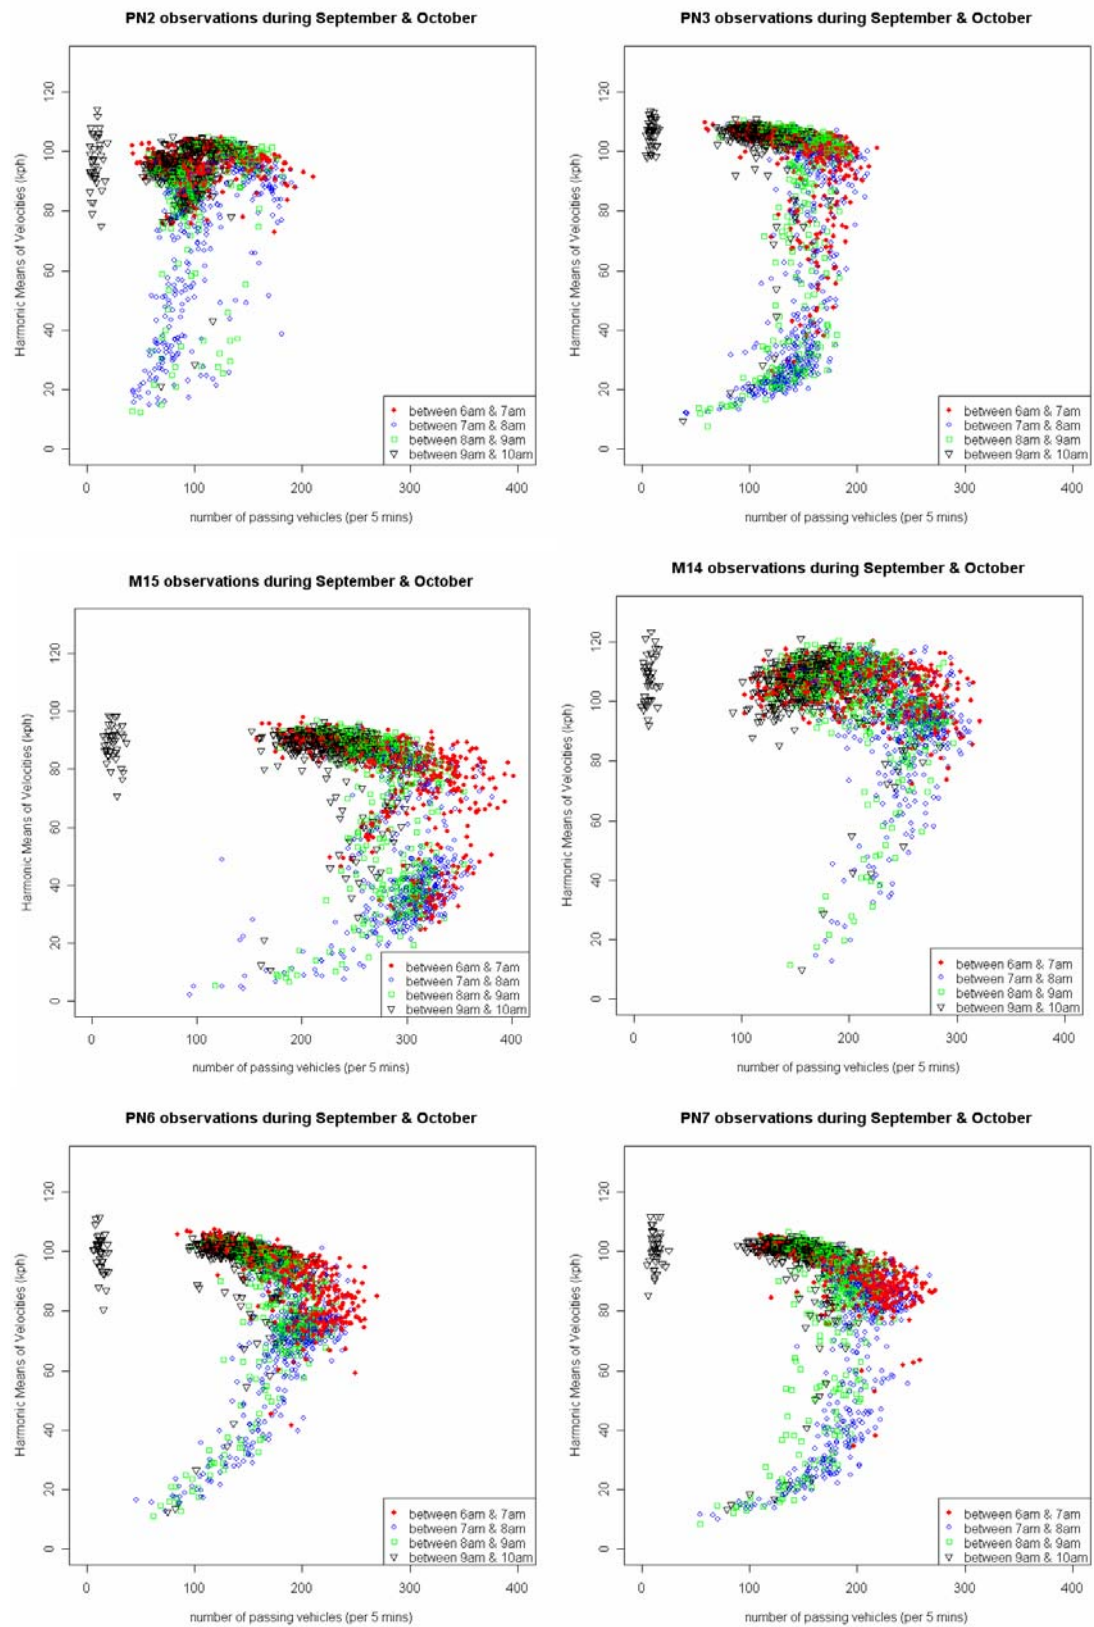 PN2 observations during September & October
PN3 observations during September & October
Harmonic Means of Velocities (kph)
120
100
80
60
40
20
0
between 6am & 7am
between 7am & 8am
between 8am & 9am
between 9am & 10am
0 100 200 300 400
number of passing vehicles (per 5 mins)
Harmonic Means of Velocities (kph)
120
100
80
60
40
20
0
between 6am & 7am
between 7am & 8am
between 8am & 9am
between 9am & 10am
0 100 200 300 400
number of passing vehicles (per 5 mins)
M15 observations during September & October
M14 observations during September & October
Harmonic Means of Velocities (kph)
120
100
80
60
40
20
0
between 6am & 7am
between 7am & 8am
between 8am & 9am
between 9am & 10am
0 100 200 300 400
number of passing vehicles (per 5 mins)
Harmonic Means of Velocities (kph)
120
100
80
60
40
20
0
between 6am & 7am
between 7am & 8am
between 8am & 9am
between 9am & 10am
0 100 200 300 400
number of passing vehicles (per 5 mins)
PN6 observations during September & October
PN7 observations during September & October
Harmonic Means of Velocities (kph)
120
100
80
60
40
20
0
between 6am & 7am
between 7am & 8am
between 8am & 9am
between 9am & 10am
0 100 200 300 400
number of passing vehicles (per 5 mins)
Harmonic Means of Velocities (kph)
120
100
80
60
40
20
0
between 6am & 7am
between 7am & 8am
between 8am & 9am
between 9am & 10am
0 100 200 300 400
number of passing vehicles (per 5 mins)